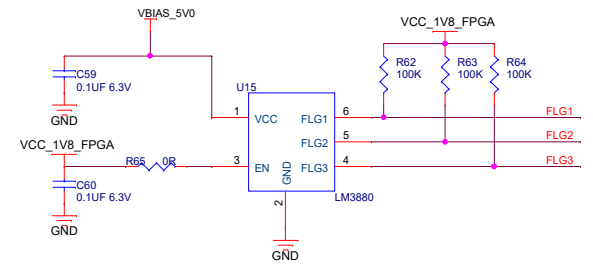 VBIAS_5V0
VCC_1V8_FPGA
C59
0.1UF 6.3V
GND
R62
100K
R63
100K
R64
100K
U15
1
VCC
FLG1
6
FLG1
FLG2
5
FLG2
VCC_1V8_FPGA
R65
0R
3
EN
FLG3
4
FLG3
GND
C60
0.1UF 6.3V
GND
2
LM3880
GND